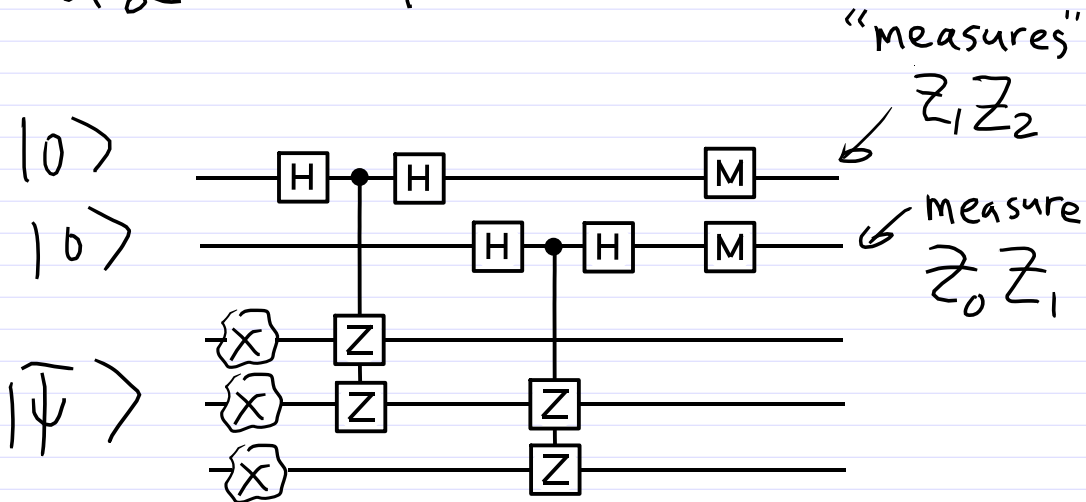 "measures"
Z₁Z₂
|0⟩ H H M
|0⟩ H H M
measure
Z₀Z₁
X Z
|ψ̄⟩ X Z Z
X Z